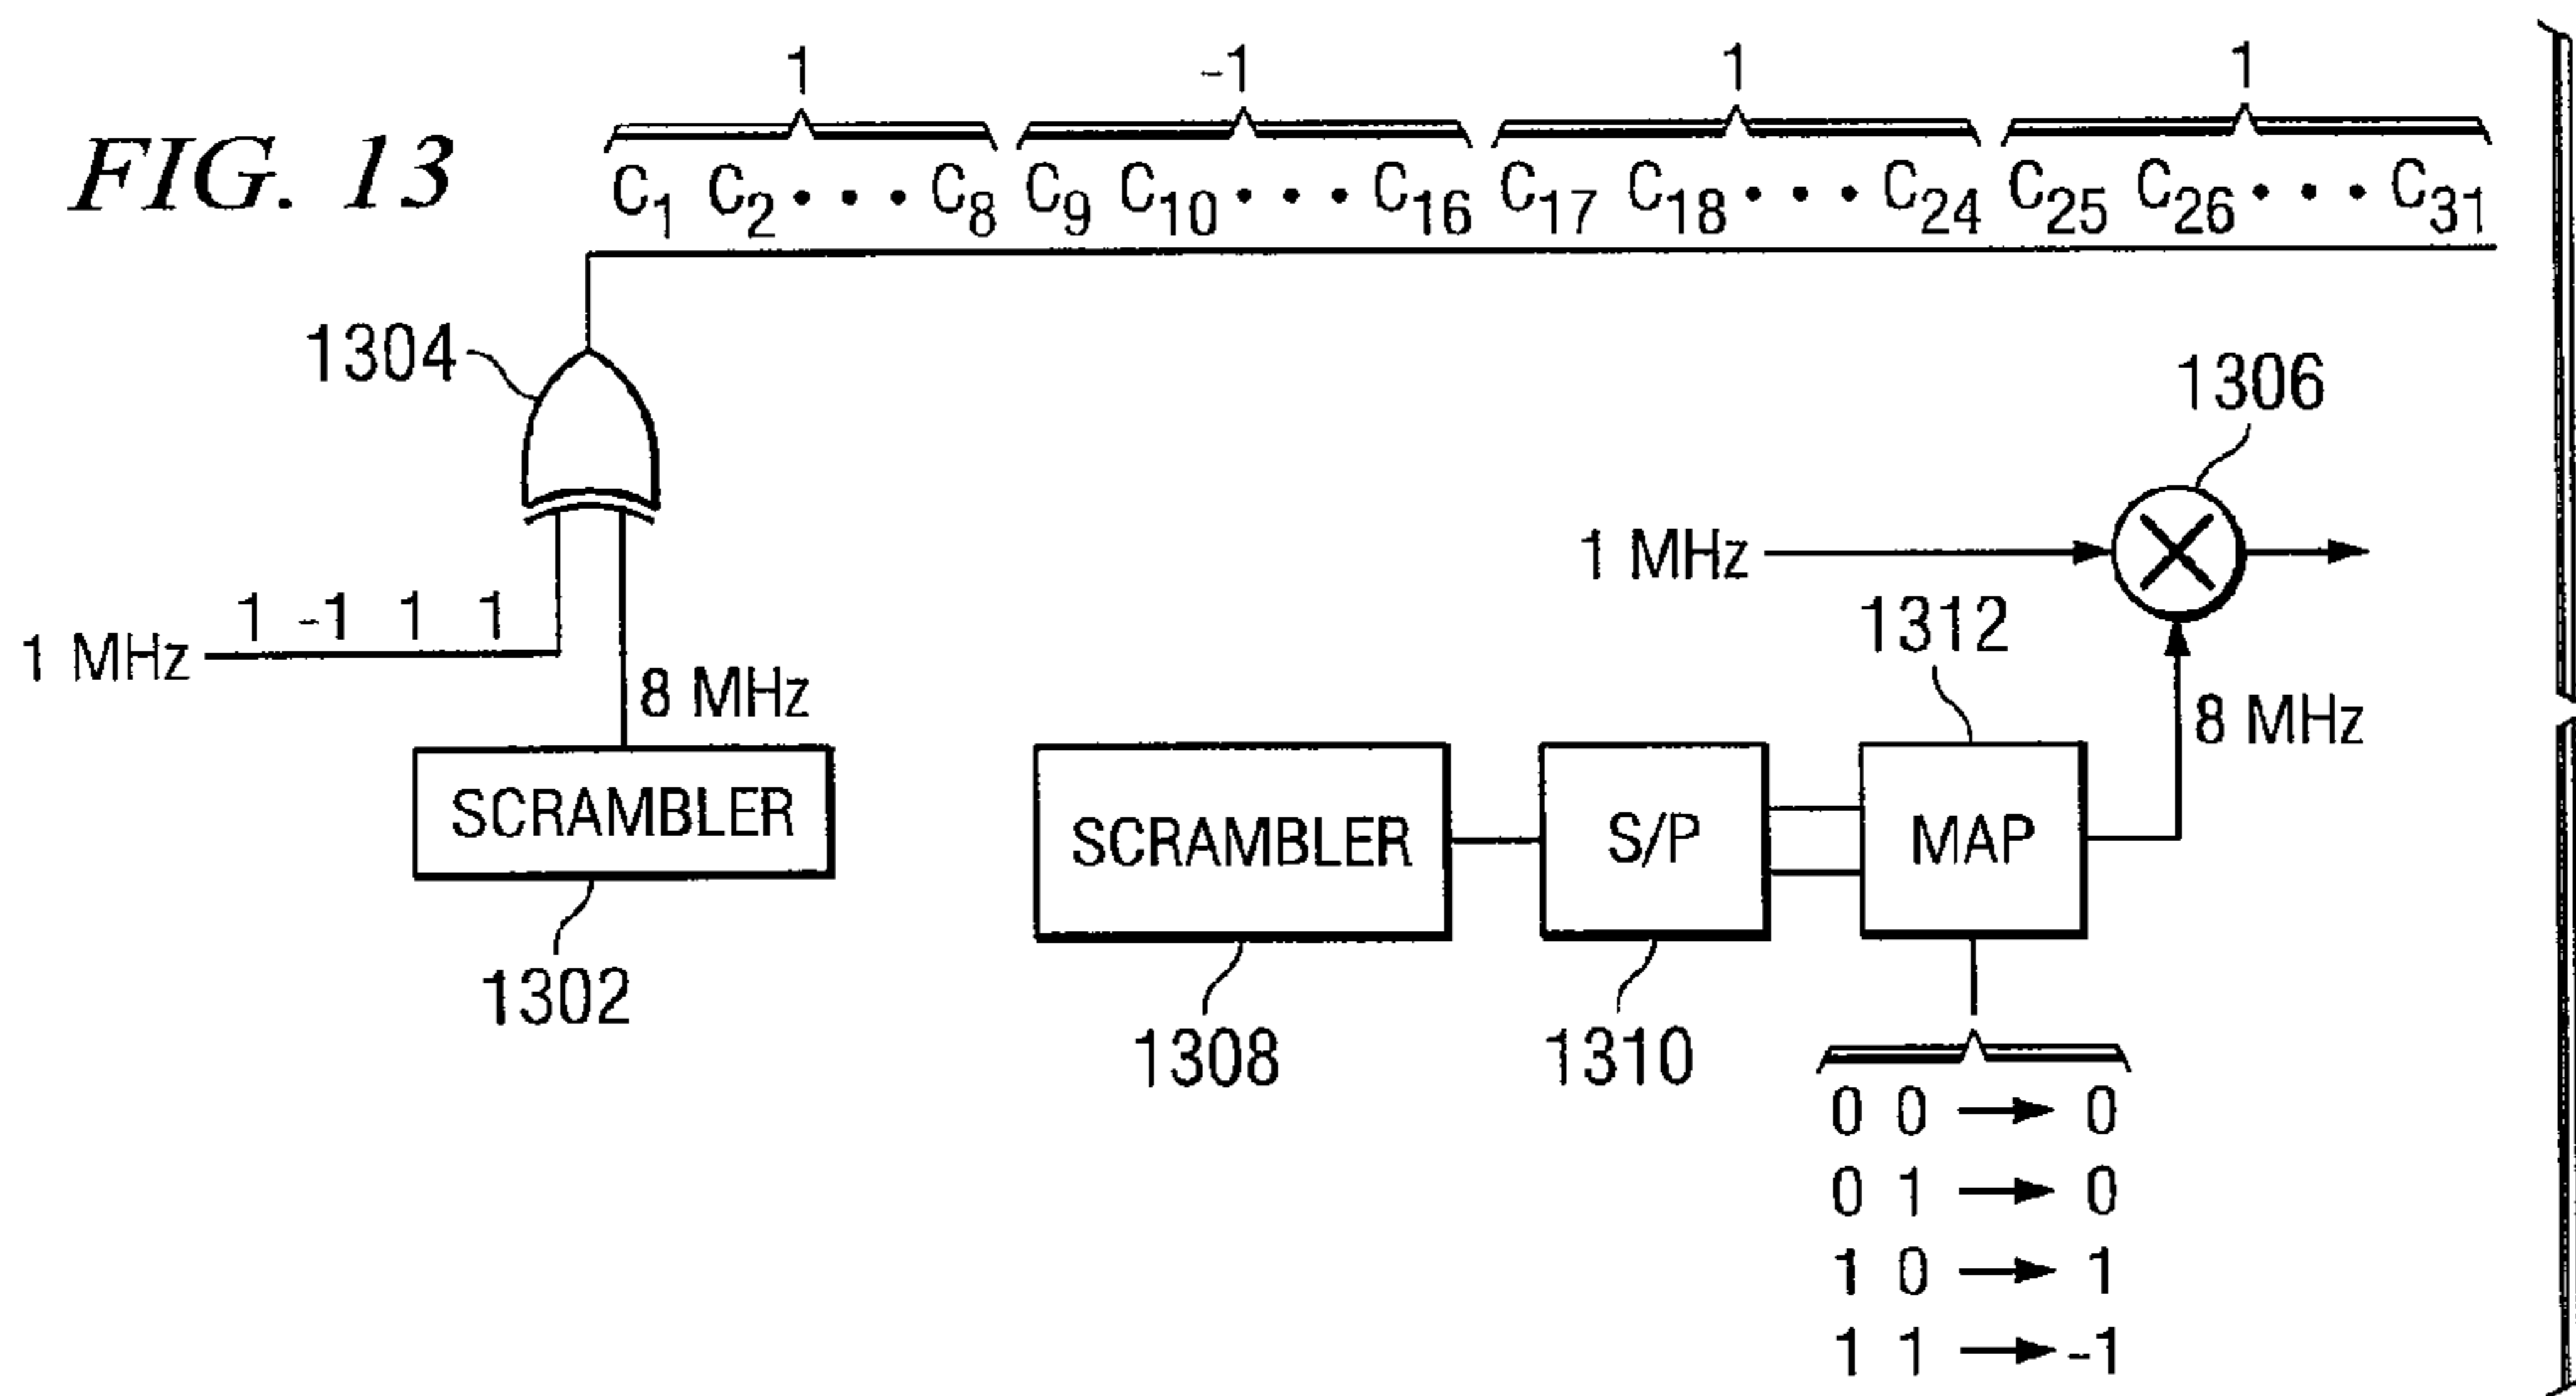 FIG. 13
1 -1 1 1
C1 C2 • • • C8 C9 C10 • • • C16 C17 C18 • • • C24 C25 C26 • • • C31
1304
1306
1 MHz 1 -1 1 1
1 MHz
8 MHz
1312
8 MHz
SCRAMBLER
SCRAMBLER
S/P
MAP
1302
1308
1310
0 0 → 0
0 1 → 0
1 0 → 1
1 1 → -1